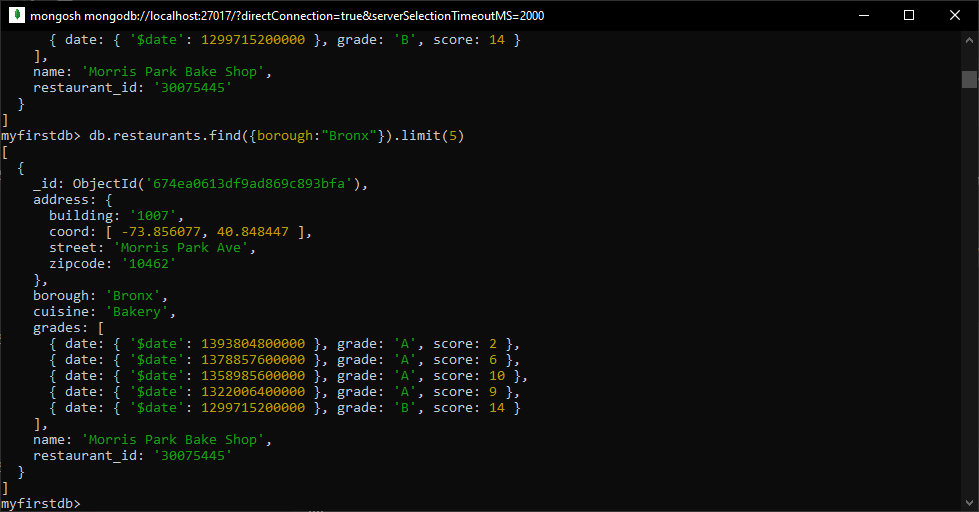 mongosh mongodb://localhost:27017/?directConnection=true&serverSelectionTimeoutMS=2000
      { date: { '$date': 1299715200000 }, grade: 'B', score: 14 }
    ],
    name: 'Morris Park Bake Shop',
    restaurant_id: '30075445'
  }
]
myfirstdb> db.restaurants.find({borough:"Bronx"}).limit(5)
[
  {
    _id: ObjectId('674ea0613df9ad869c893bfa'),
    address: {
      building: '1007',
      coord: [ -73.856077, 40.848447 ],
      street: 'Morris Park Ave',
      zipcode: '10462'
    },
    borough: 'Bronx',
    cuisine: 'Bakery',
    grades: [
      { date: { '$date': 1393804800000 }, grade: 'A', score: 2 },
      { date: { '$date': 1378857600000 }, grade: 'A', score: 6 },
      { date: { '$date': 1358985600000 }, grade: 'A', score: 10 },
      { date: { '$date': 1322006400000 }, grade: 'A', score: 9 },
      { date: { '$date': 1299715200000 }, grade: 'B', score: 14 }
    ],
    name: 'Morris Park Bake Shop',
    restaurant_id: '30075445'
  }
]
myfirstdb>